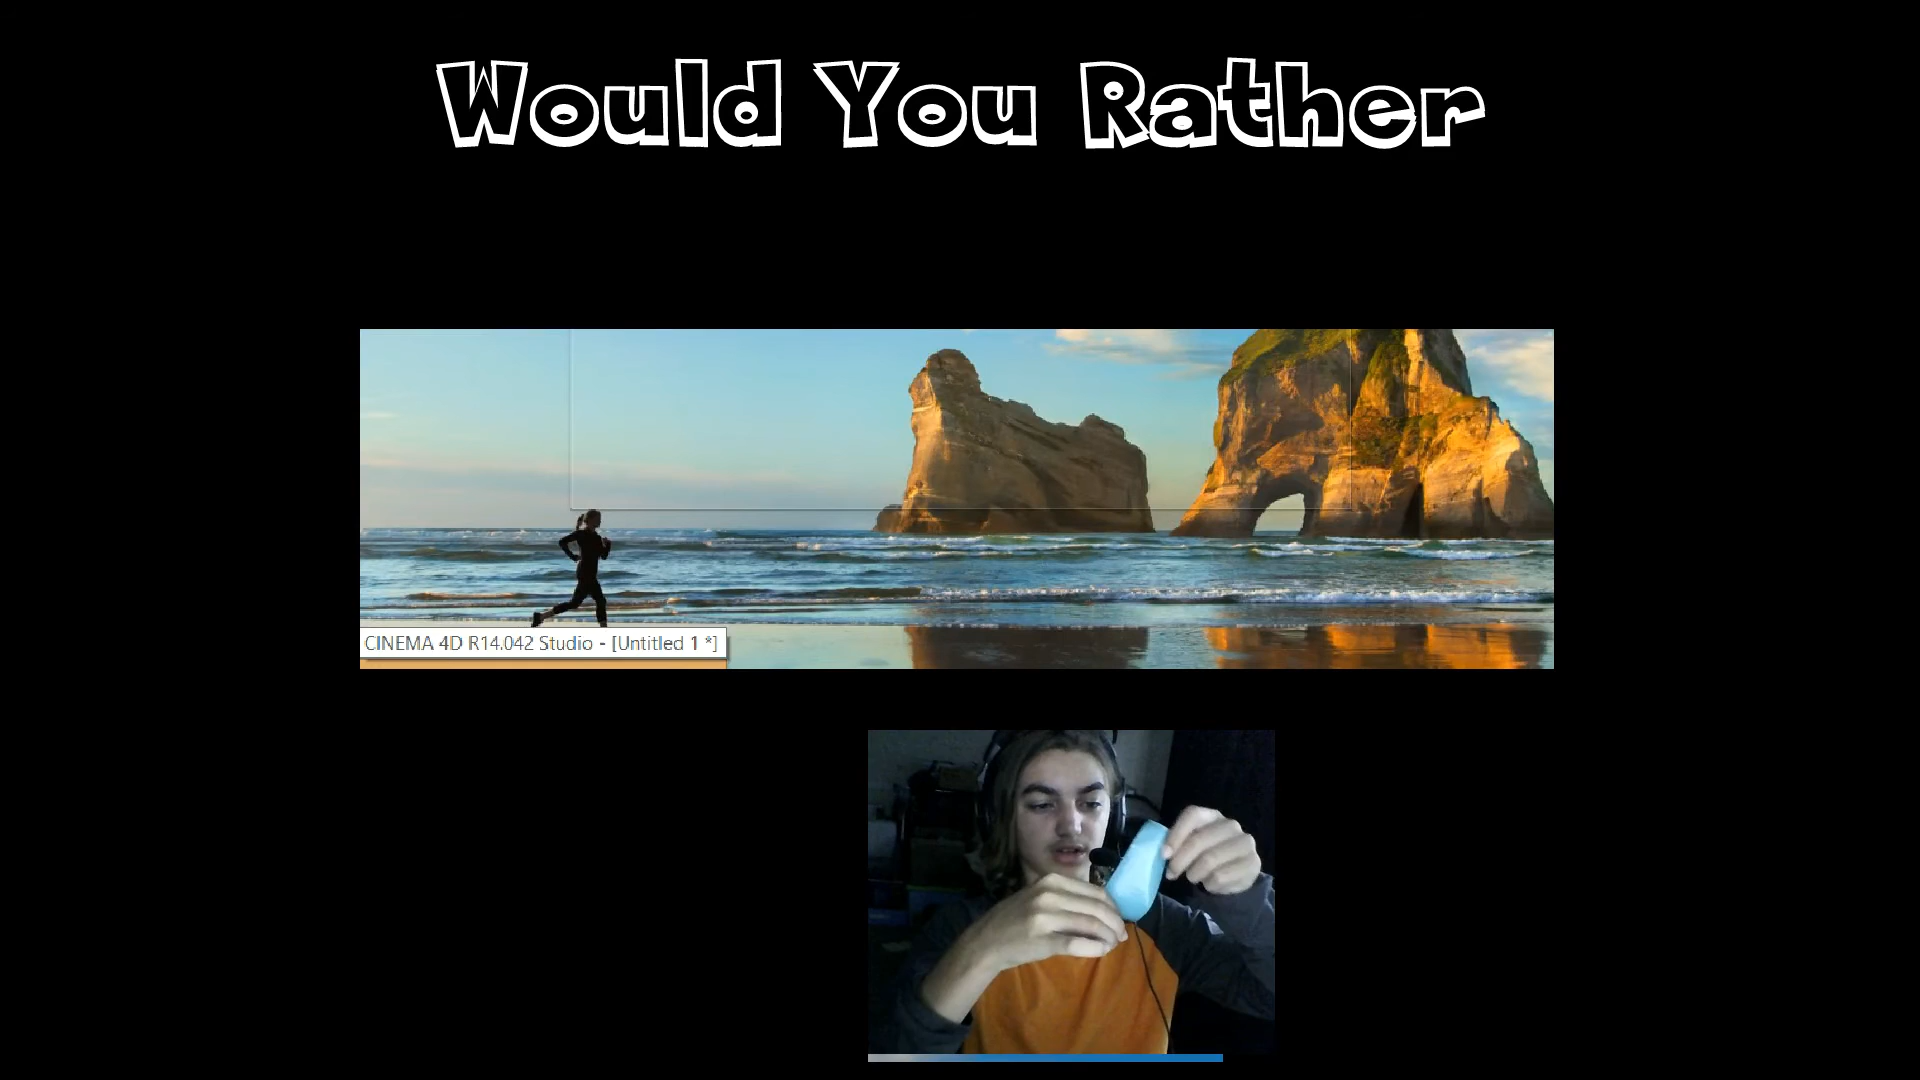 Would You Rather
CINEMA 4D R14.042 Studio - [Untitled 1 *]